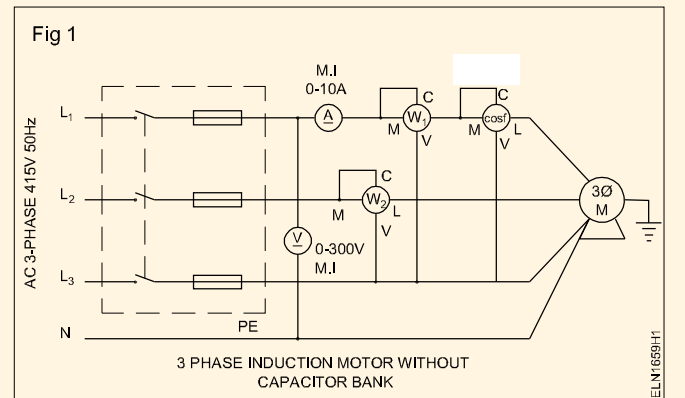 Fig 1
AC 3-PHASE 415V 50Hz
M.I
0-10A
L1
A
C
M W1
V
C
M cosf L
V
L2
C
M W2 L
V
3Ø
M
V 0-300V
M.I
L3
PE
N
3 PHASE INDUCTION MOTOR WITHOUT
CAPACITOR BANK
ELN1659H1